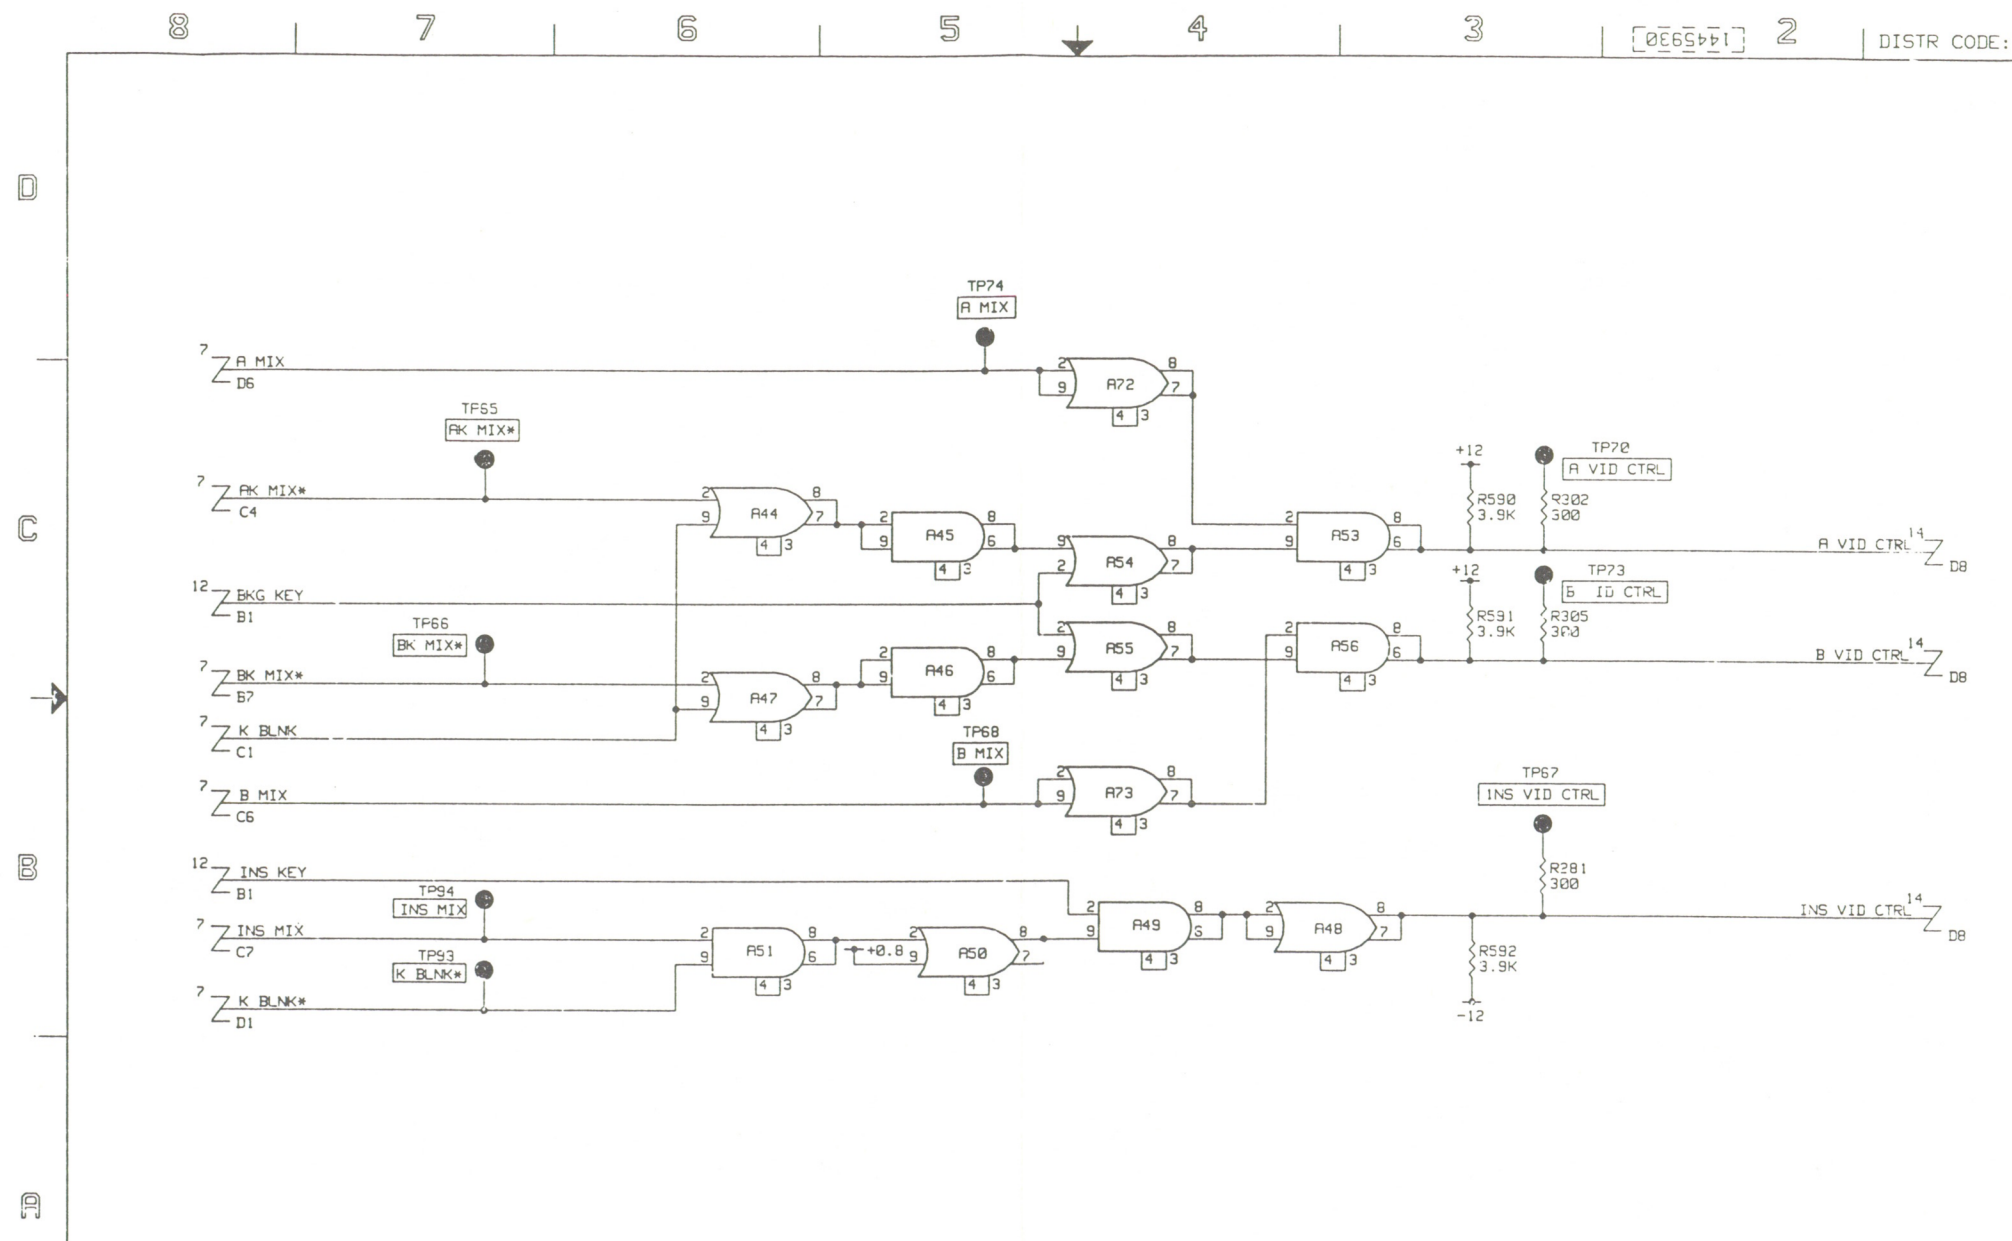 8 7 6 5 4 3 [1445930] 2 DISTR CODE:
D
TP74
A MIX
7 A MIX
D6
2 8
9 A72 7
4 3
TP65
AK MIX*
7 AK MIX*
C4
2 8
9 A44 7
4 3
2 8
9 A45 6
4 3
9 8
2 A54 7
4 3
+12
R590
3.9K
TP70
A VID CTRL
R302
300
C
2 8
9 A53 6
4 3
A VID CTRL 14
D8
12 BKG KEY
B1
TP66
BK MIX*
7 BK MIX*
B7
2 8
9 A47 7
4 3
2 8
9 A46 6
4 3
2 8
9 A55 7
4 3
+12
R591
3.9K
TP73
B ID CTRL
R305
300
2 8
9 A56 6
4 3
B VID CTRL 14
D8
7 K BLNK
C1
TP68
B MIX
7 B MIX
C6
2 8
9 A73 7
4 3
TP67
INS VID CTRL
R281
300
B
12 INS KEY
B1
TP94
INS MIX
7 INS MIX
C7
2 8
9 A51 6
4 3
+0.8
2 8
9 A50 7
4 3
2 8
9 A49 6
4 3
2 8
9 A48 7
4 3
INS VID CTRL 14
D8
R592
3.9K
-12
TP93
K BLNK*
7 K BLNK*
D1
A